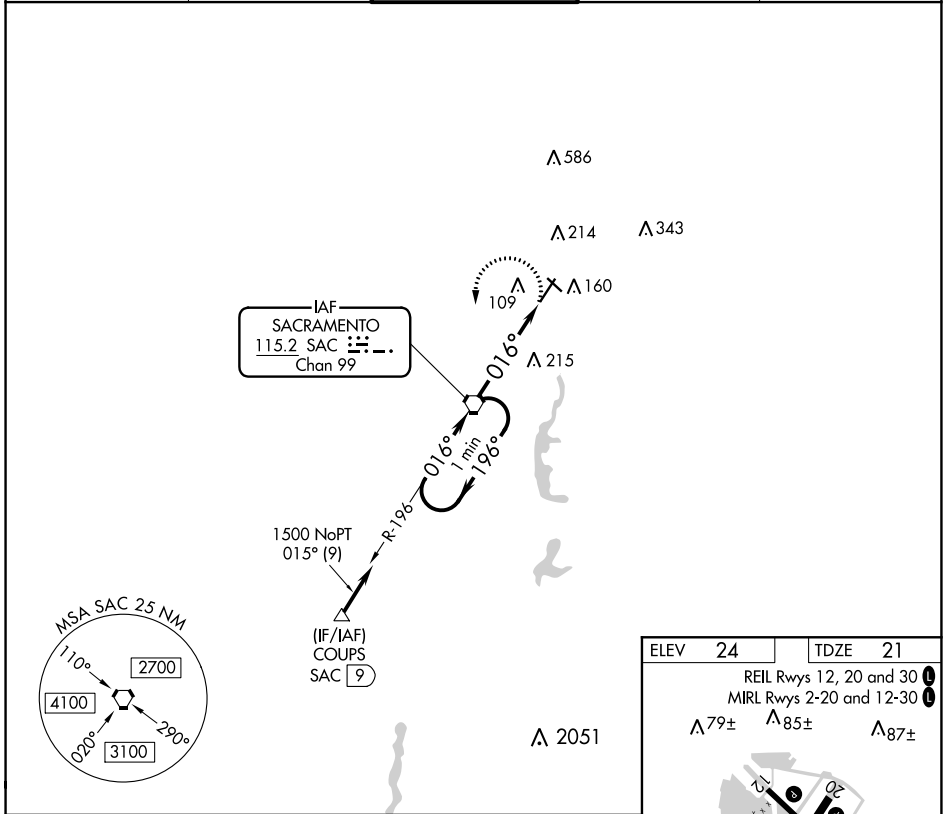 586
214
343
109
160
IAF
SACRAMENTO
115.2 SAC
Chan 99
016°
215
016°
1 min
196°
R-196
1500 NoPT
015° (9)
(IF/IAF)
COUPS
SAC 9
MSA SAC 25 NM
110°
2700
4100
020°
290°
3100
2051
ELEV 24
TDZE 21
REIL Rwys 12, 20 and 30 L
MIRL Rwys 2-20 and 12-30 L
79±
85±
87±
12
P
20